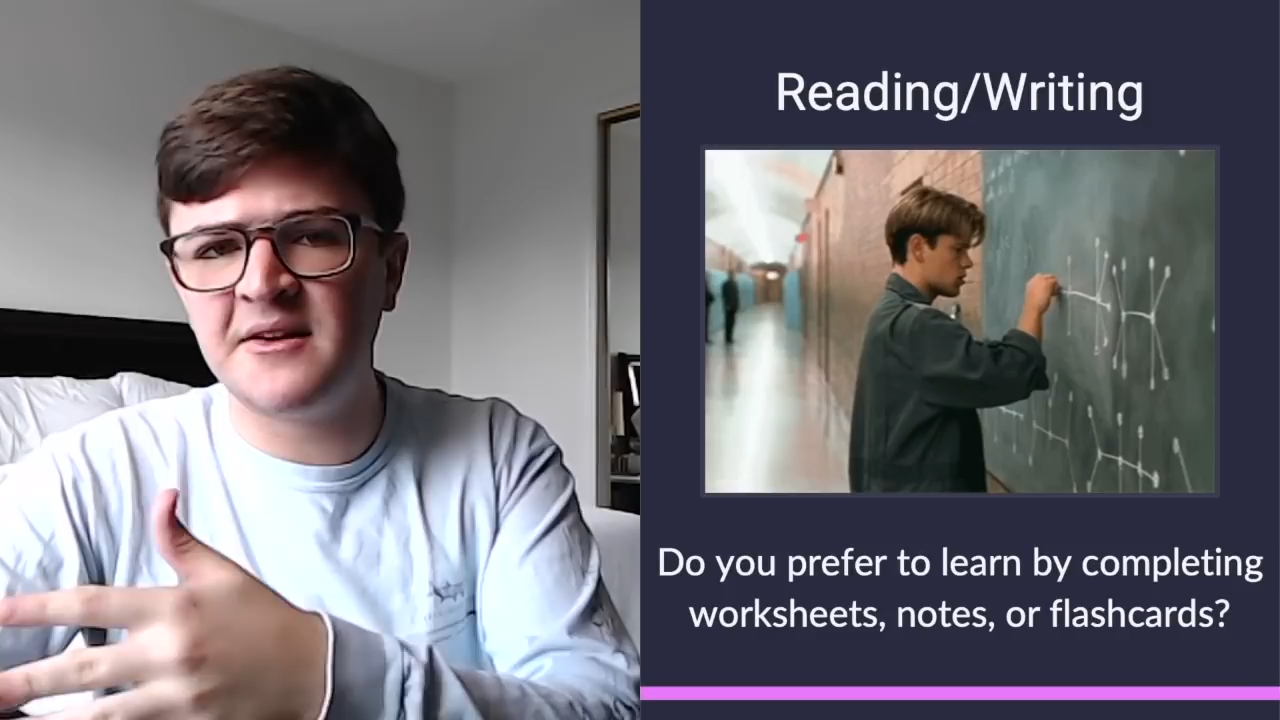 Reading/Writing
Do you prefer to learn by completing
worksheets, notes, or flashcards?